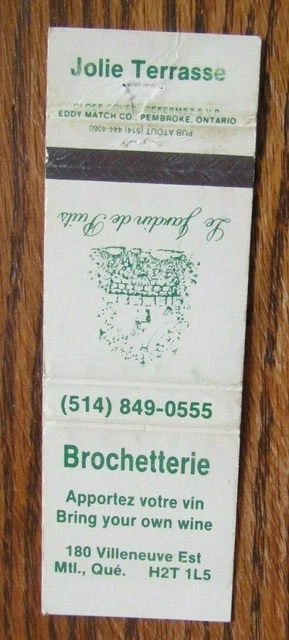 Jolie Terrasse
CLOSE COVER REFERMEZ S.V.P.
EDDY MATCH CO. PEMBROKE, ONTARIO
PUB ATOUT (514) 444-4060
Le Jardin de Puits
(514) 849-0555
Brochetterie
Apportez votre vin
Bring your own wine
180 Villeneuve Est
Mtl., Qué. H2T 1L5